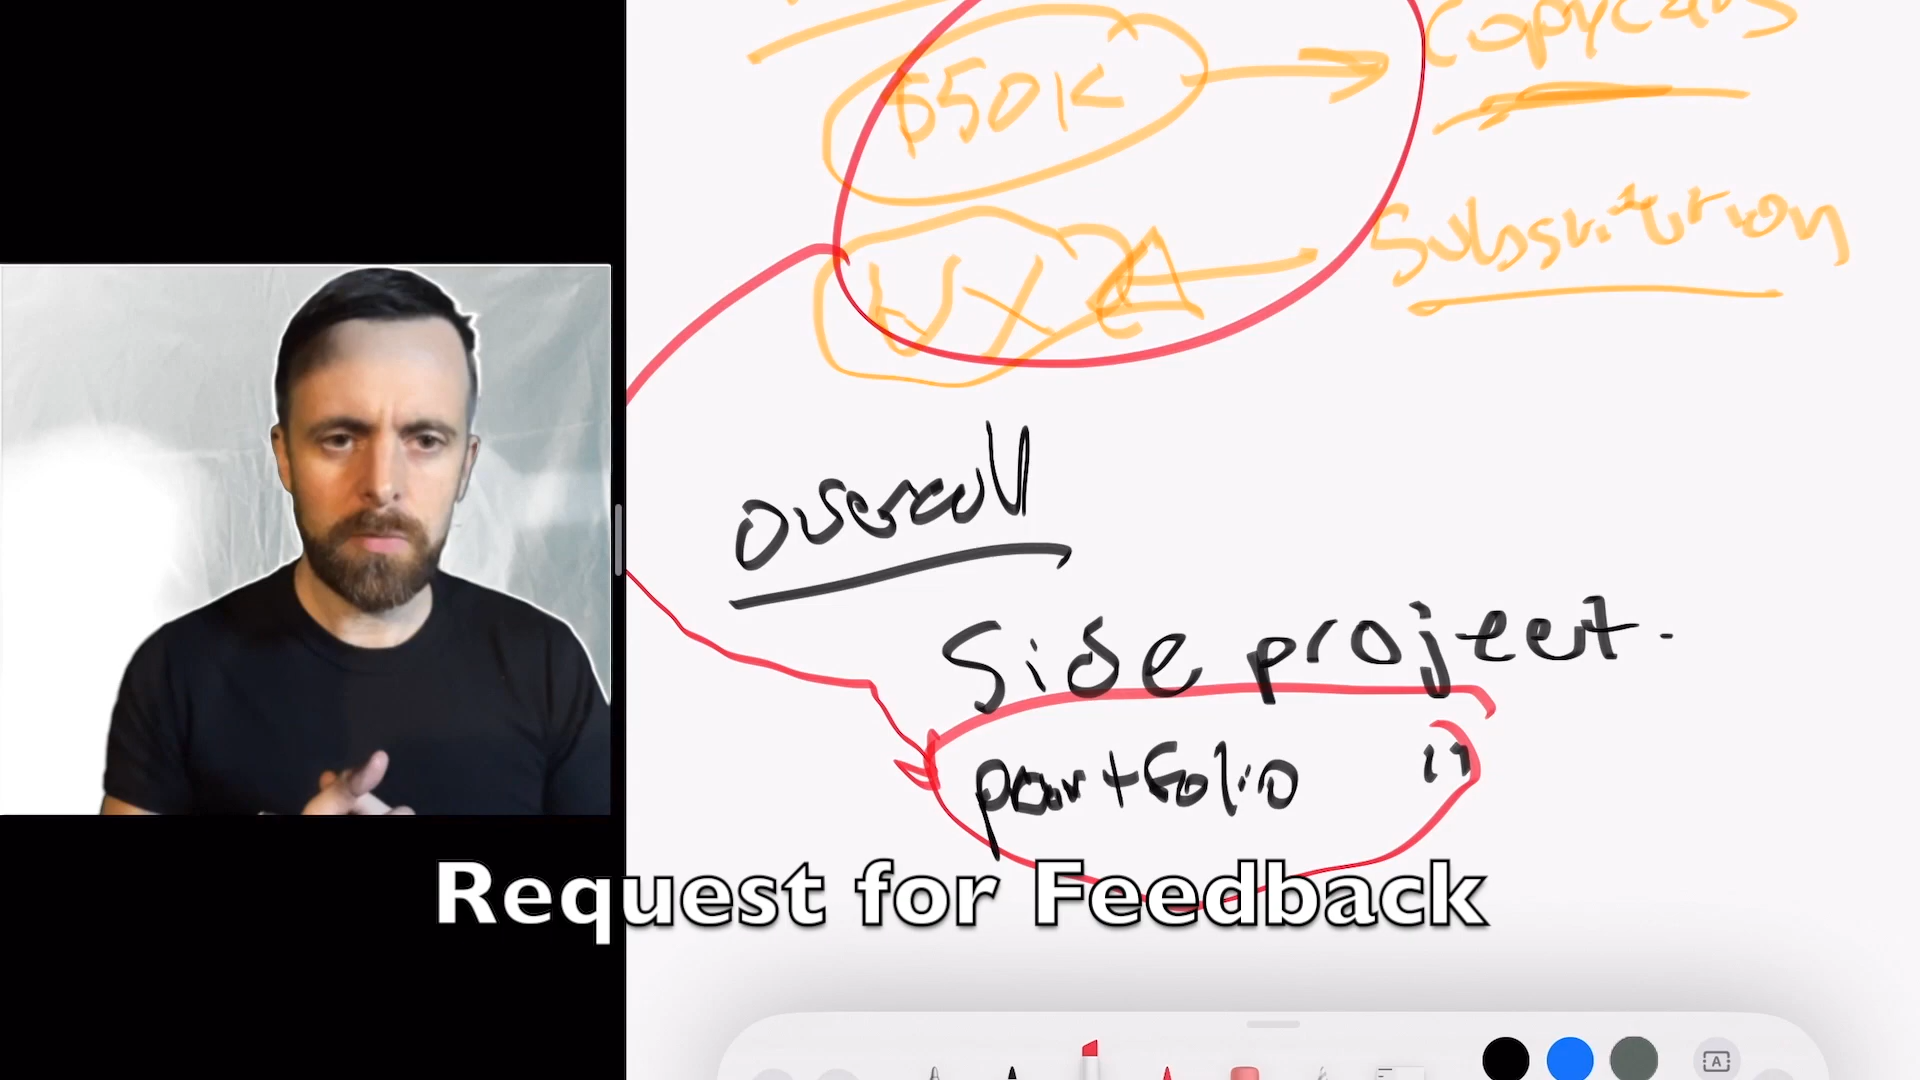 copycats
$50K
Substitution
UX
overall
Side project.
portfolio "
Request for Feedback
A